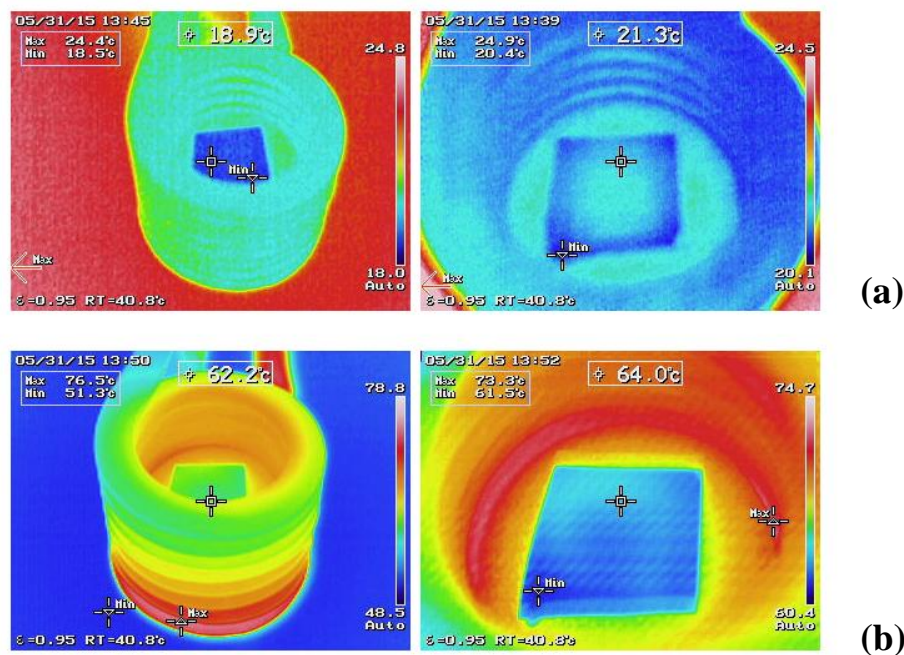 05/31/15 13:45
Max 24.4℃
Min 18.5℃
18.9℃
24.8
Min
Max
18.0
Auto
ε=0.95 RT=40.8℃
05/31/15 13:39
Max 24.9℃
Min 20.4℃
21.3℃
24.5
Min
Max
20.1
Auto
ε=0.95 RT=40.8℃
(a)
05/31/15 13:50
Max 76.5℃
Min 51.3℃
62.2℃
78.8
Min
Max
48.5
Auto
ε=0.95 RT=40.8℃
05/31/15 13:52
Max 73.3℃
Min 61.5℃
64.0℃
74.7
Max
Min
60.4
Auto
ε=0.95 RT=40.8℃
(b)